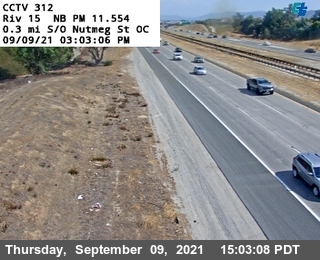 CCTV 312
Riv 15 NB PM 11.554
0.3 mi S/O Nutmeg St OC
09/09/21 03:03:06 PM
Thursday, September 09, 2021 15:03:08 PDT